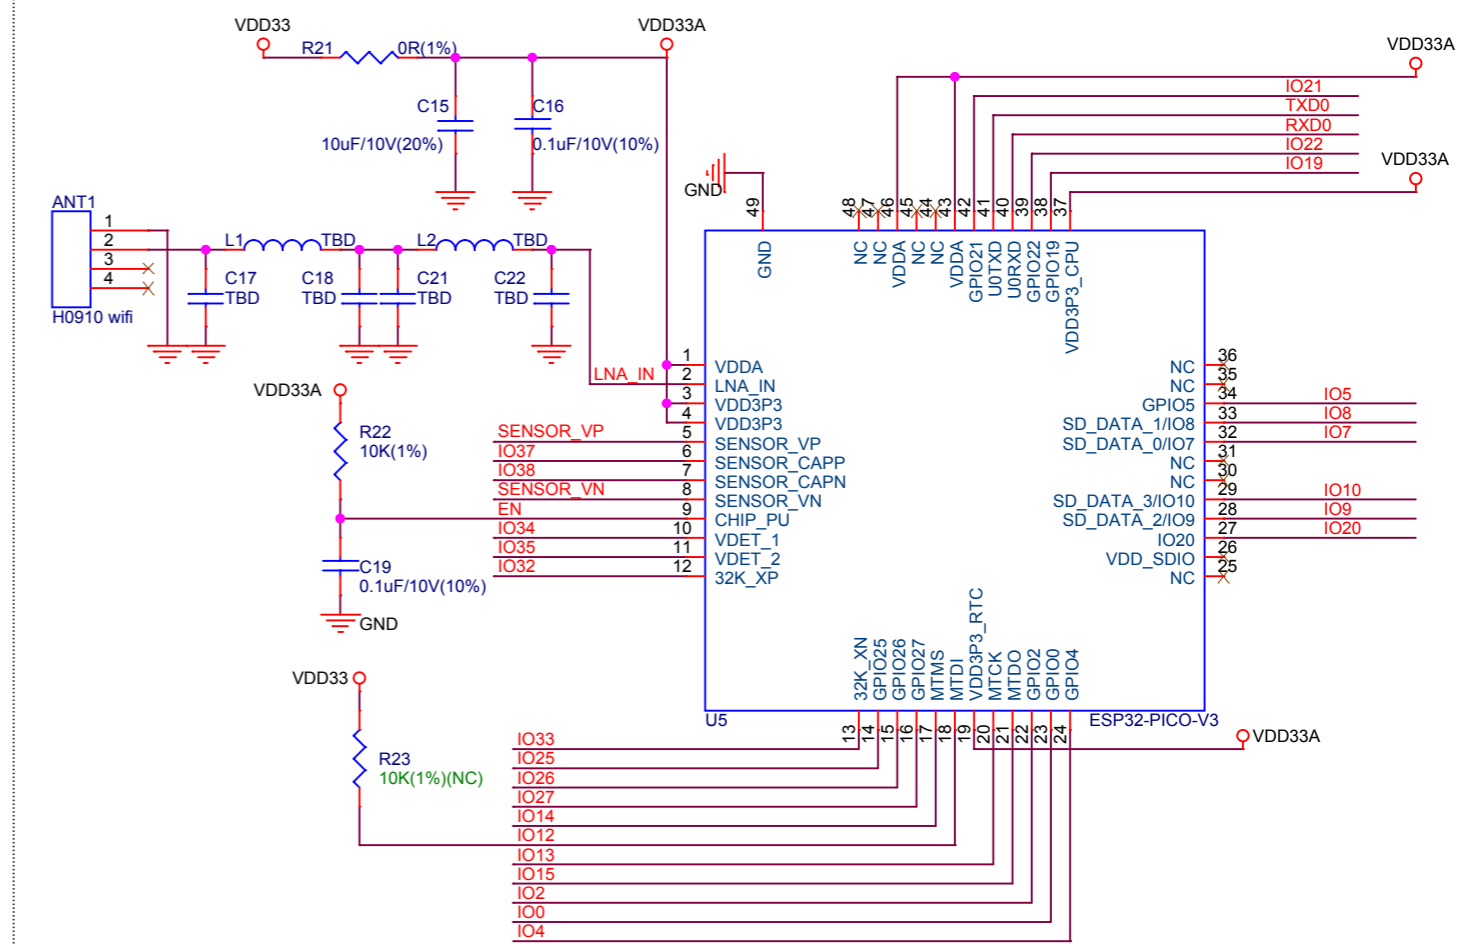 VDD33
R21
0R(1%)
VDD33A
C15
10uF/10V(20%)
C16
0.1uF/10V(10%)
VDD33A
IO21
TXD0
RXD0
IO22
IO19
VDD33A
GND
49
48
47
46
45
44
43
42
41
40
39
38
37
GND
NC
NC
VDDA
NC
NC
VDDA
GPIO21
U0TXD
U0RXD
GPIO22
GPIO19
VDD3P3_CPU
ANT1
1
2
3
4
H0910 wifi
L1
TBD
L2
TBD
C17
TBD
C18
TBD
C21
TBD
C22
TBD
LNA_IN
VDD33A
R22
10K(1%)
SENSOR_VP
IO37
IO38
SENSOR_VN
EN
IO34
IO35
IO32
C19
0.1uF/10V(10%)
GND
1 VDDA
2 LNA_IN
3 VDD3P3
4 VDD3P3
5 SENSOR_VP
6 SENSOR_CAPP
7 SENSOR_CAPN
8 SENSOR_VN
9 CHIP_PU
10 VDET_1
11 VDET_2
12 32K_XP
NC 36
NC 35
GPIO5 34 IO5
SD_DATA_1/IO8 33 IO8
SD_DATA_0/IO7 32 IO7
NC 31
NC 30
SD_DATA_3/IO10 29 IO10
SD_DATA_2/IO9 28 IO9
IO20 27 IO20
VDD_SDIO 26
NC 25
32K_XN
GPIO25
GPIO26
GPIO27
MTMS
MTDI
VDD3P3_RTC
MTCK
MTDO
GPIO2
GPIO0
GPIO4
U5
ESP32-PICO-V3
13
14
15
16
17
18
19
20
21
22
23
24
VDD33A
VDD33
R23
10K(1%)(NC)
IO33
IO25
IO26
IO27
IO14
IO12
IO13
IO15
IO2
IO0
IO4